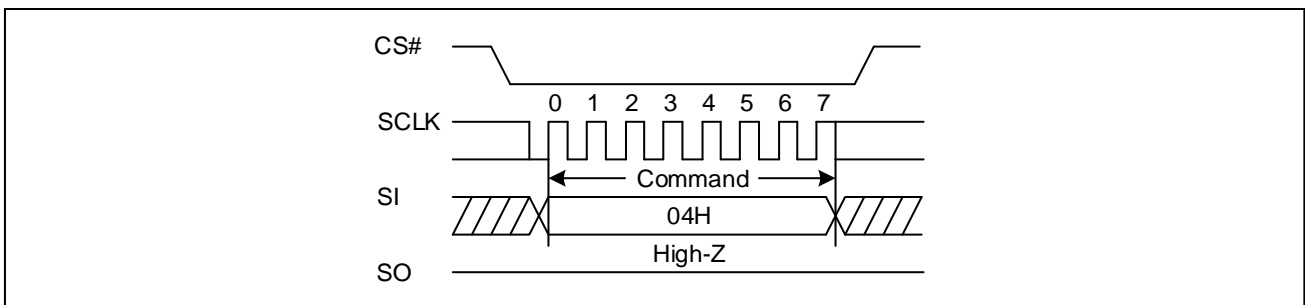 CS#
0 1 2 3 4 5 6 7
SCLK
Command
SI
04H
High-Z
SO